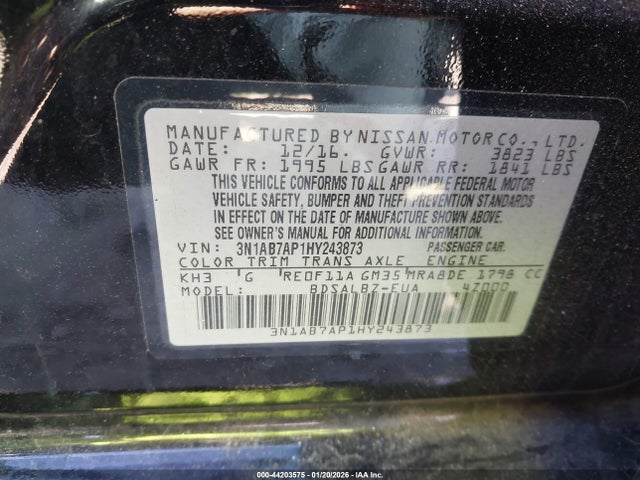 MANUFACTURED BY NISSAN MOTOR CO., LTD.
DATE: 12/16. GVWR: 3823 LBS
GAWR FR: 1995 LBS GAWR RR: 1841 LBS
THIS VEHICLE CONFORMS TO ALL APPLICABLE FEDERAL MOTOR
VEHICLE SAFETY, BUMPER AND THEFT PREVENTION STANDARDS
IN EFFECT ON THE DATE OF MANUFACTURE SHOWN ABOVE.
SEE OWNER'S MANUAL FOR ADDITIONAL INFORMATION.
VIN: 3N1AB7AP1HY243873 PASSENGER CAR.
COLOR TRIM TRANS AXLE ENGINE
KH3 'G RE0F11A GM35 MRA8DE 1798 CC
MODEL: BDSALBZ-EUA 4Z000
3N1AB7AP1HY243873
000-44203575 - 01/20/2026 - IAA Inc.